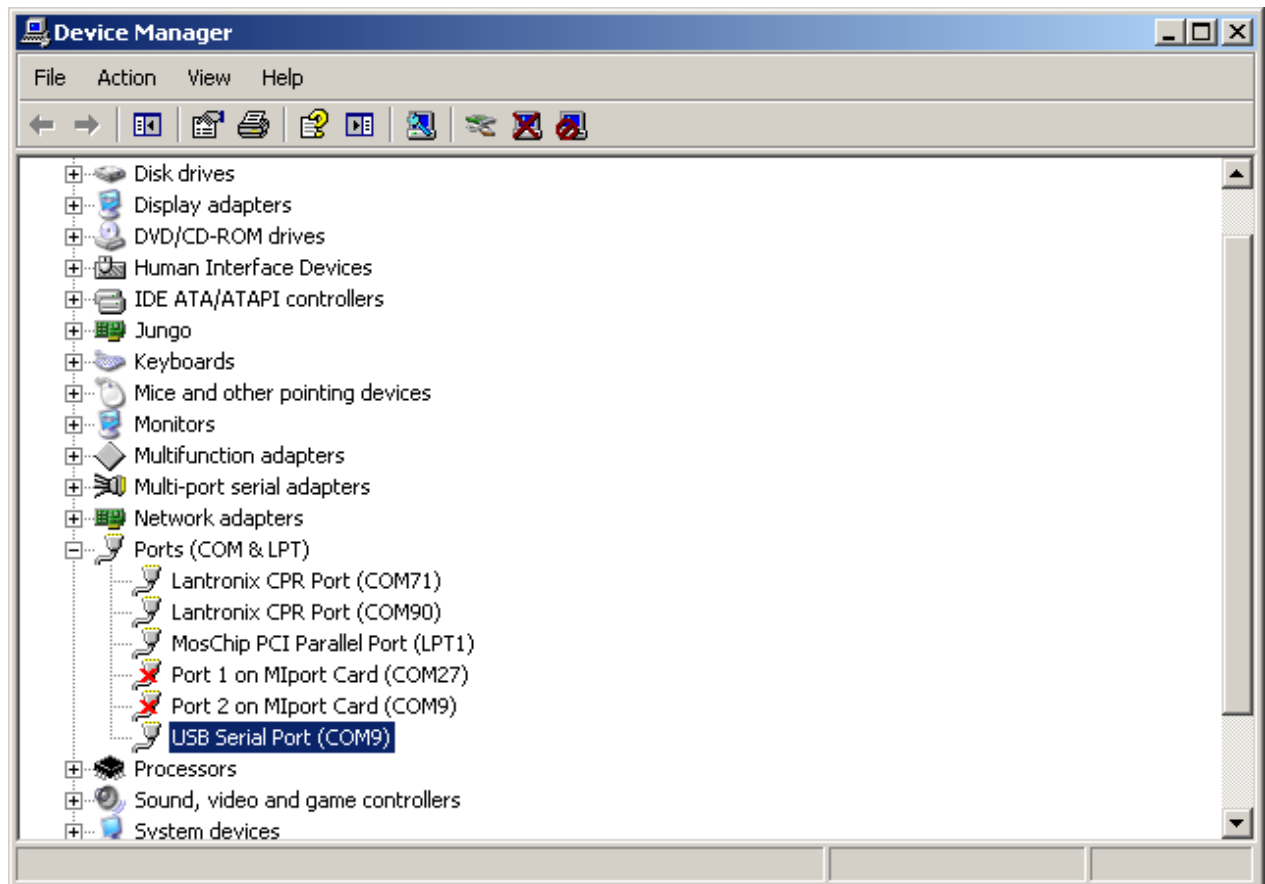 Device Manager
File Action View Help
Disk drives
Display adapters
DVD/CD-ROM drives
Human Interface Devices
IDE ATA/ATAPI controllers
Jungo
Keyboards
Mice and other pointing devices
Monitors
Multifunction adapters
Multi-port serial adapters
Network adapters
Ports (COM & LPT)
Lantronix CPR Port (COM71)
Lantronix CPR Port (COM90)
MosChip PCI Parallel Port (LPT1)
Port 1 on MIport Card (COM27)
Port 2 on MIport Card (COM9)
USB Serial Port (COM9)
Processors
Sound, video and game controllers
System devices